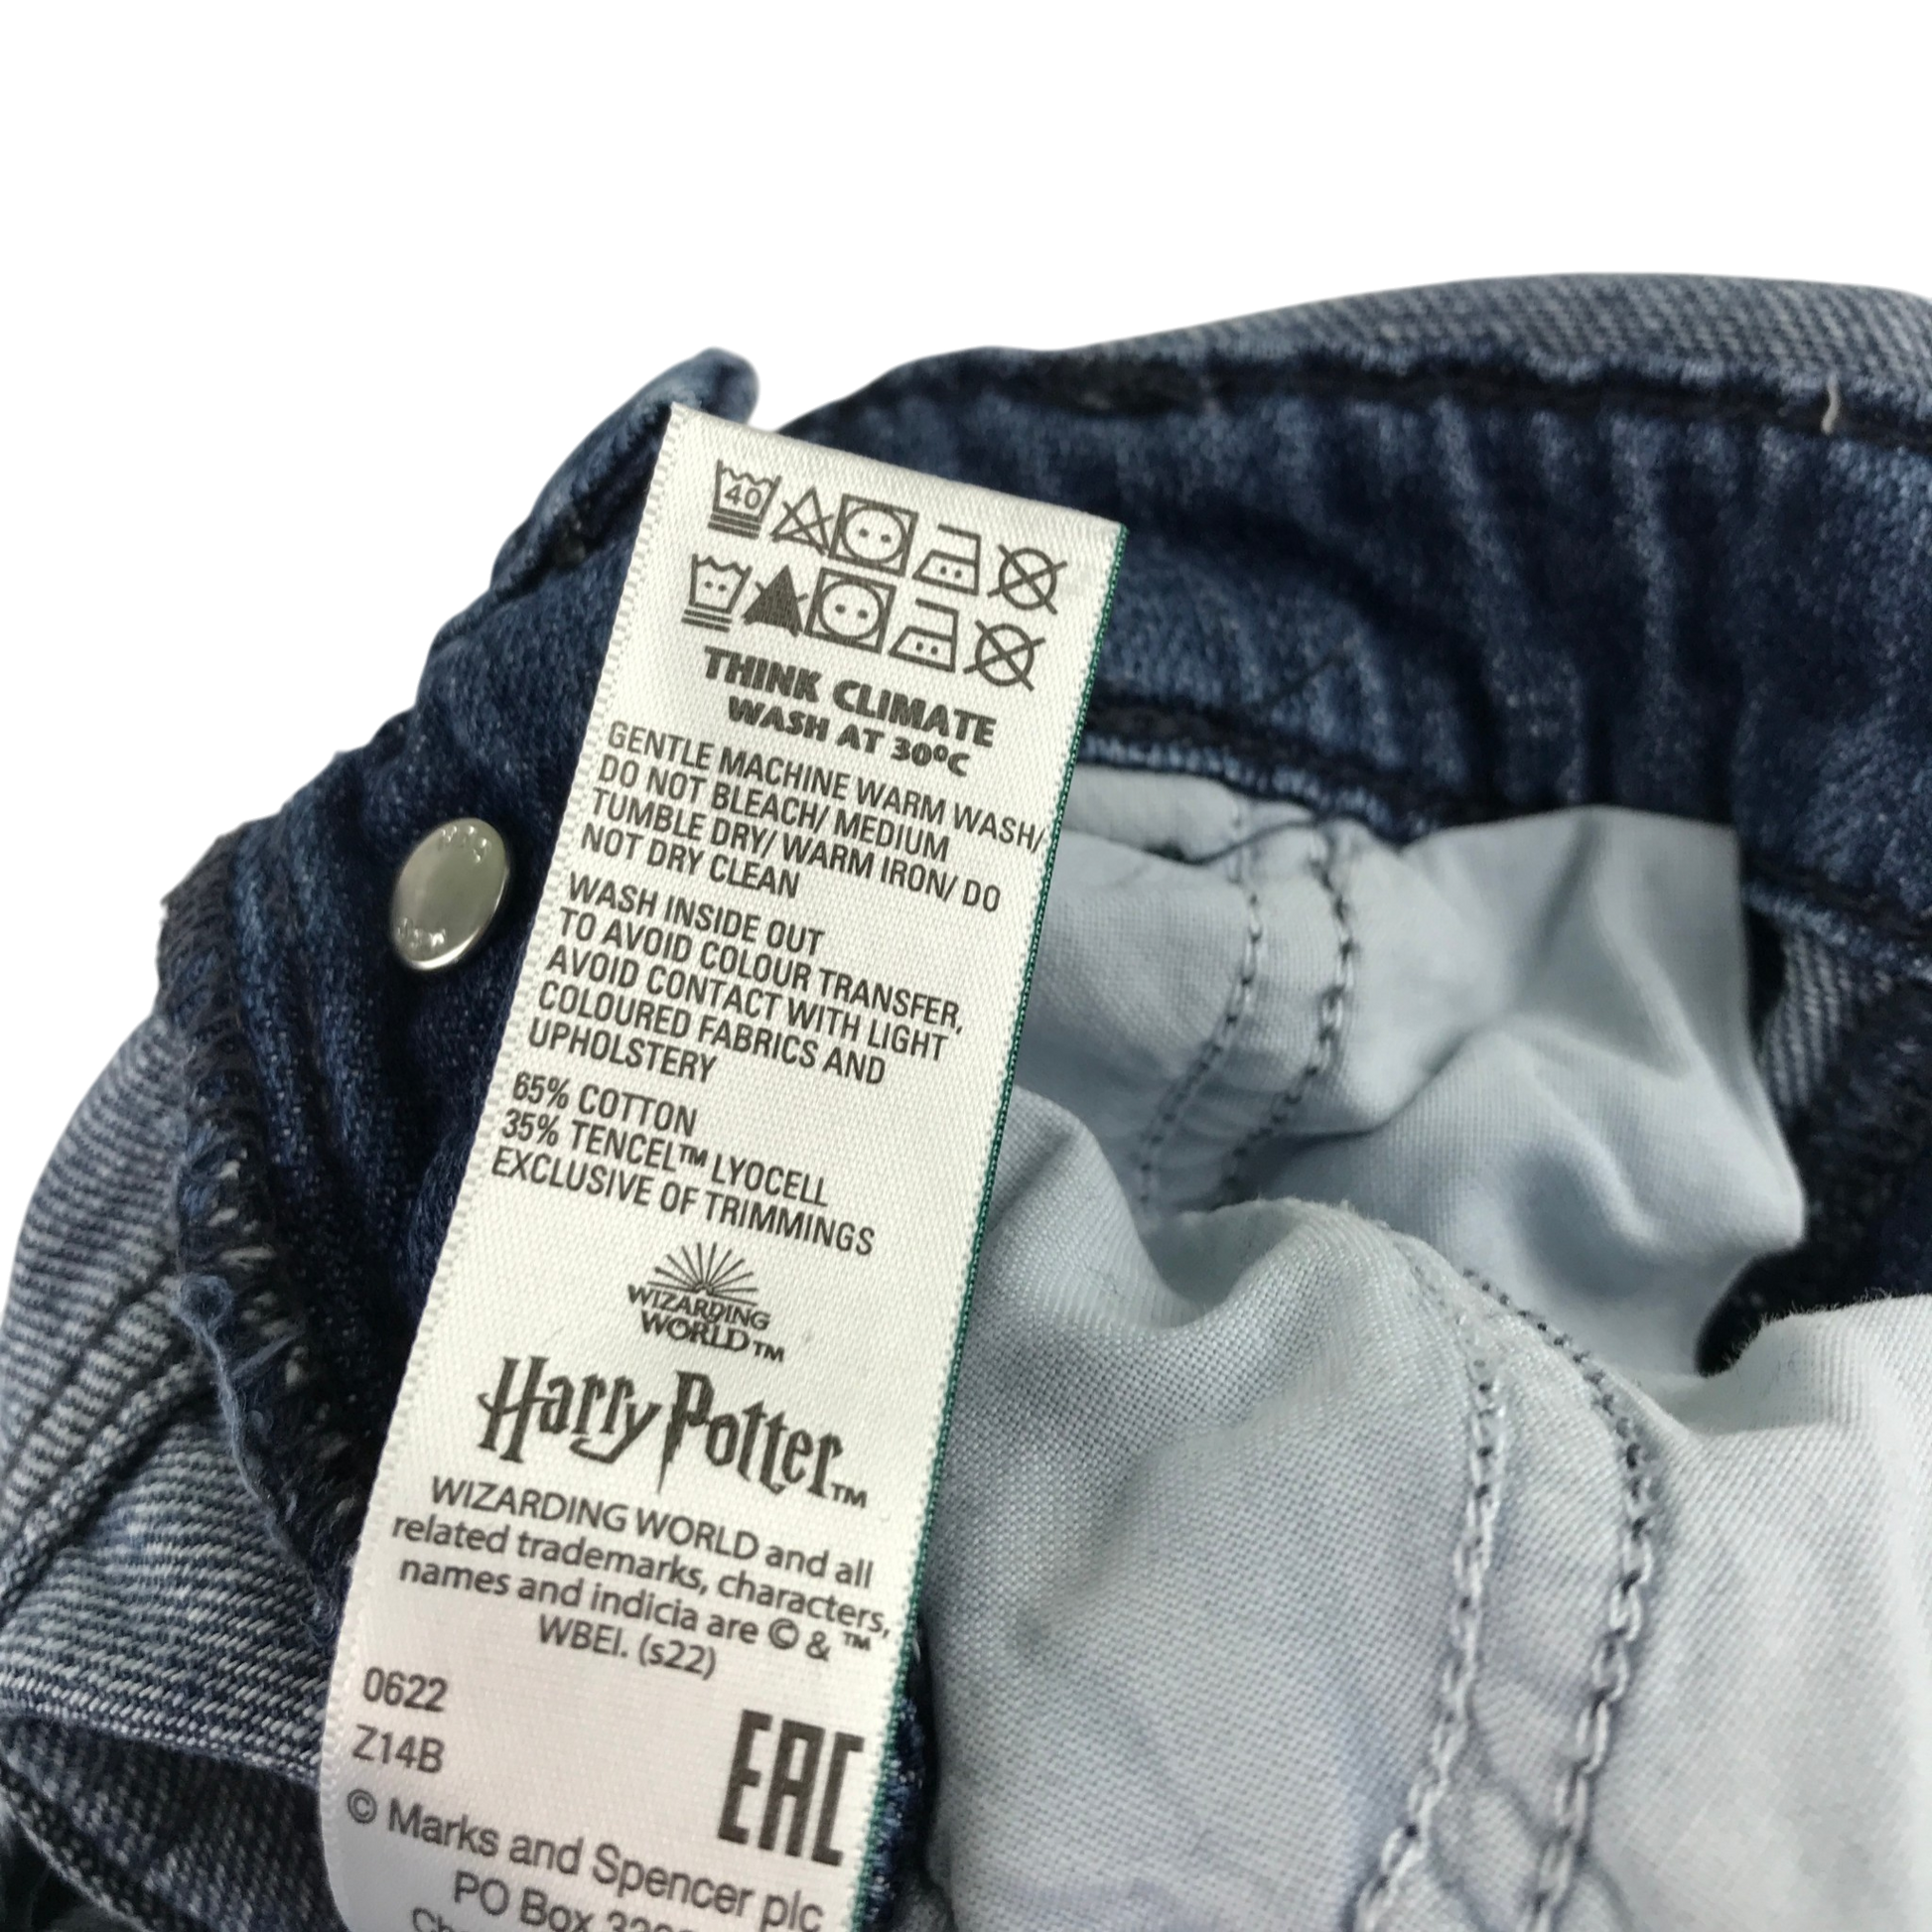 40
THINK CLIMATE
WASH AT 30ºC
GENTLE MACHINE WARM WASH/
DO NOT BLEACH/ MEDIUM
TUMBLE DRY/ WARM IRON/ DO
NOT DRY CLEAN
WASH INSIDE OUT
TO AVOID COLOUR TRANSFER,
AVOID CONTACT WITH LIGHT
COLOURED FABRICS AND
UPHOLSTERY
65% COTTON
35% TENCEL™ LYOCELL
EXCLUSIVE OF TRIMMINGS
WIZARDING
WORLD™
Harry Potter™
WIZARDING WORLD and all
related trademarks, characters,
names and indicia are © & ™
WBEI. (s22)
0622
Z14B
EAC
© Marks and Spencer plc
PO Box